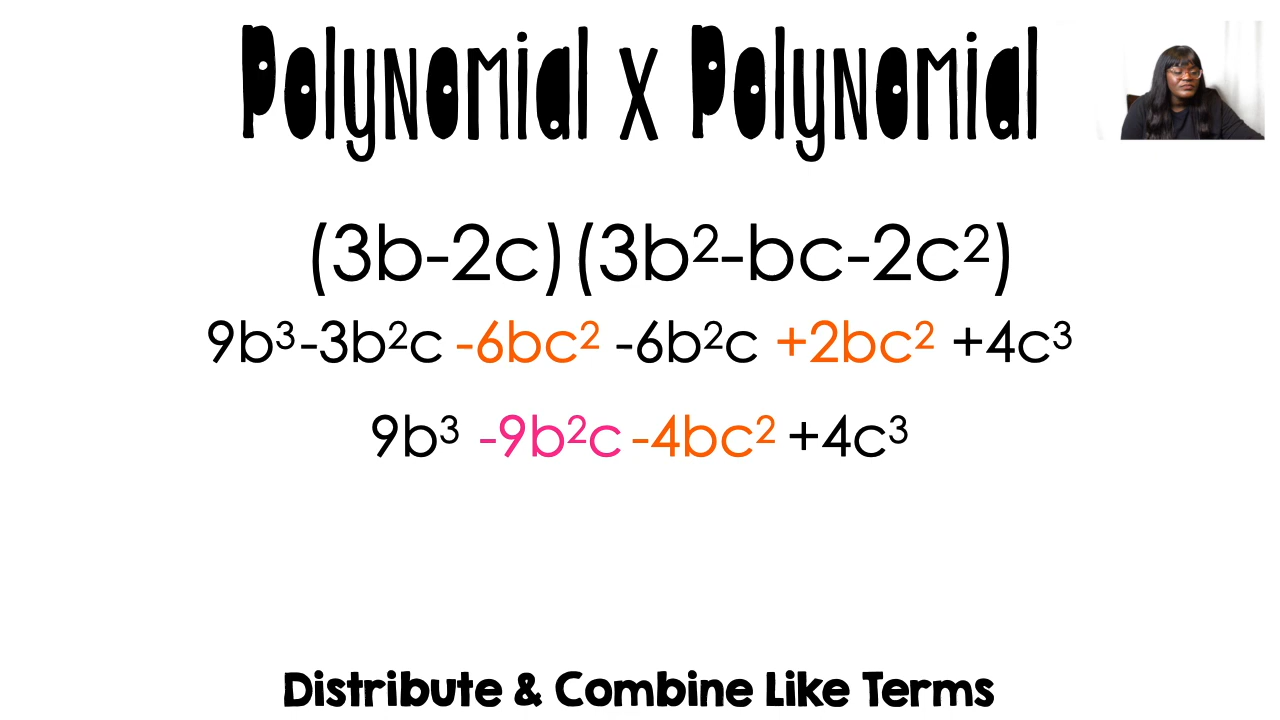 Polynomial x Polynomial
(3b-2c)(3b²-bc-2c²)
9b³-3b²c -6bc² -6b²c +2bc² +4c³
9b³ -9b²c -4bc² +4c³
Distribute & Combine Like Terms